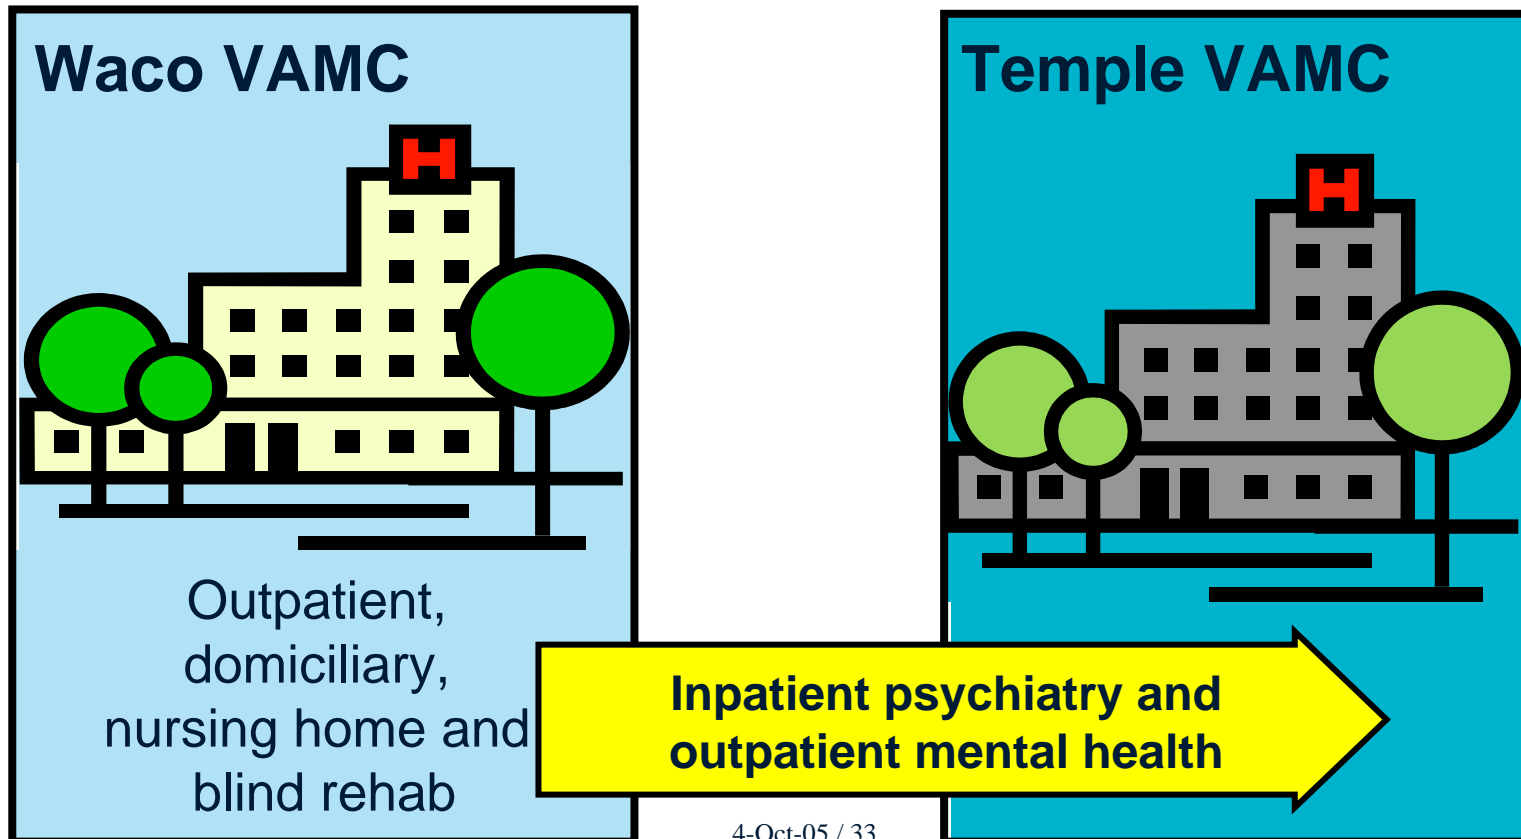 Waco VAMC
Temple VAMC
H
H
Outpatient,
domiciliary,
nursing home and
blind rehab
Inpatient psychiatry and
outpatient mental health
4-Oct-05 / 33